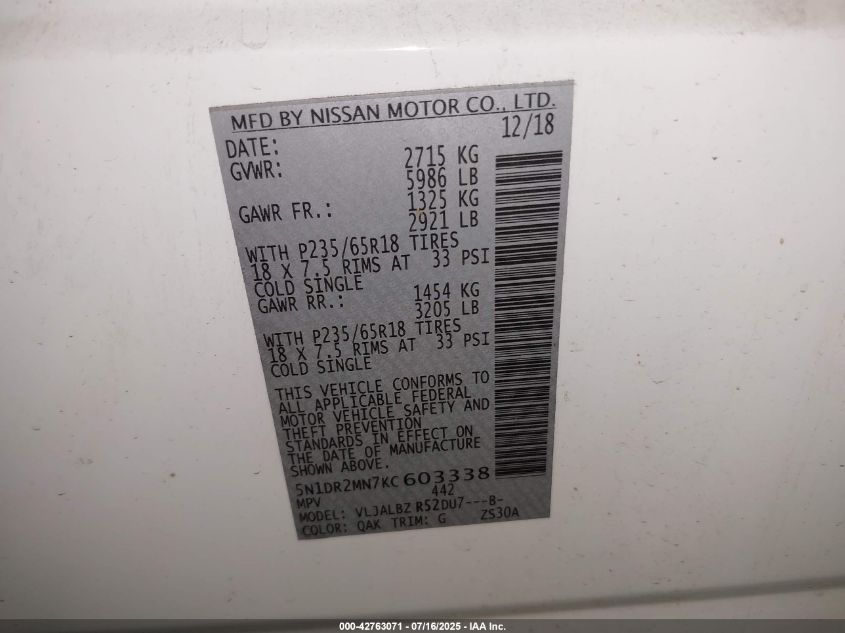 MFD BY NISSAN MOTOR CO., LTD.
DATE: 12/18
GVWR: 2715 KG
5986 LB
GAWR FR.: 1325 KG
2921 LB
WITH P235/65R18 TIRES
18 X 7.5 RIMS AT 33 PSI
COLD SINGLE
GAWR RR.: 1454 KG
3205 LB
WITH P235/65R18 TIRES
18 X 7.5 RIMS AT 33 PSI
COLD SINGLE
THIS VEHICLE CONFORMS TO
ALL APPLICABLE FEDERAL
MOTOR VEHICLE SAFETY AND
THEFT PREVENTION
STANDARDS IN EFFECT ON
THE DATE OF MANUFACTURE
SHOWN ABOVE.
5N1DR2MN7KC603338
MPV 442
MODEL: VLJALBZ R52DU7---B-
COLOR: QAK TRIM: G ZS30A
000-42763071 - 07/16/2025 - IAA Inc.